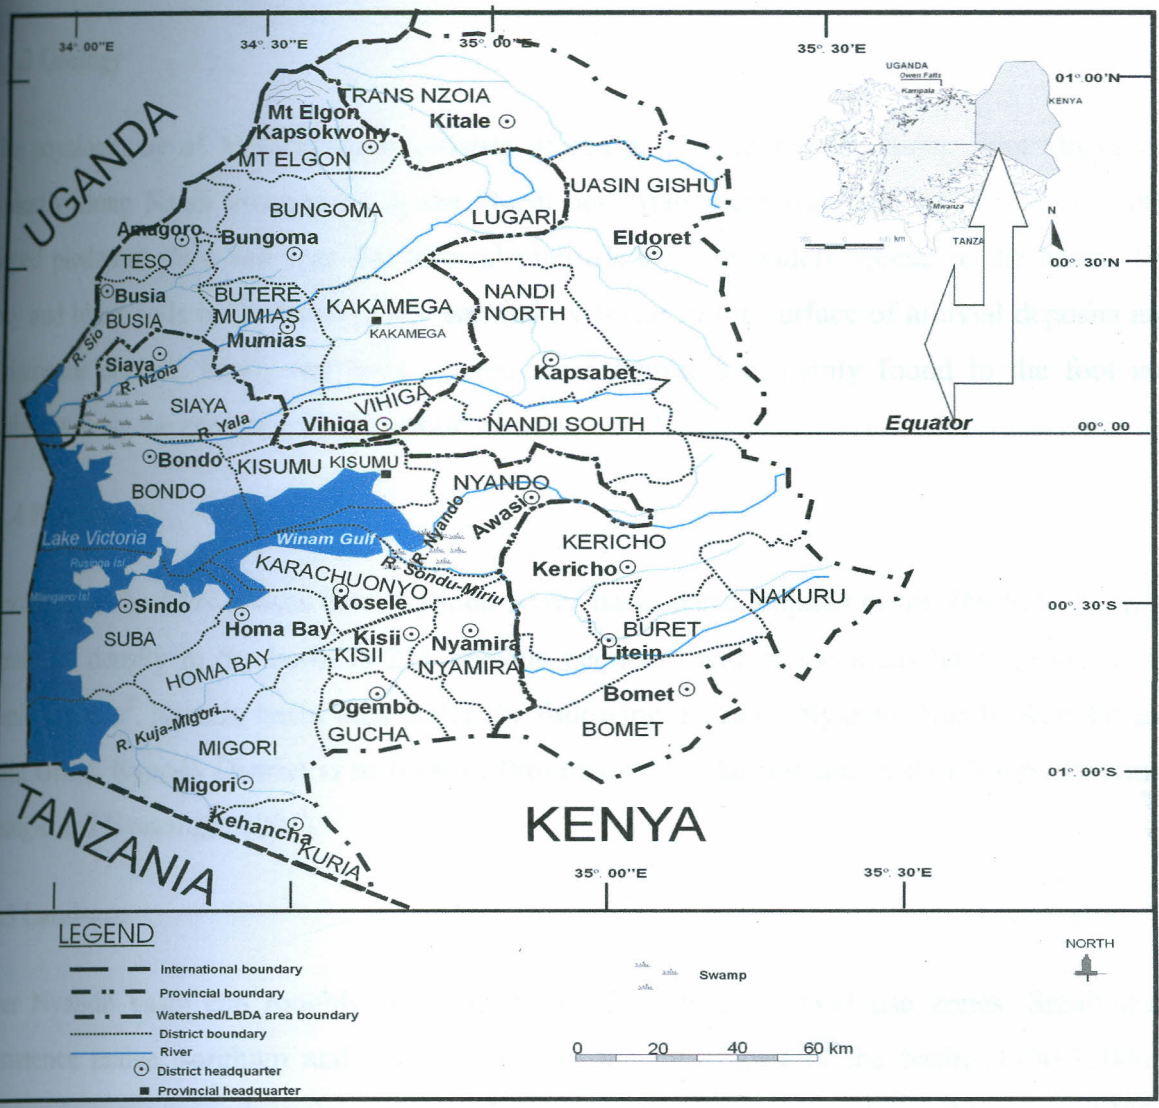 34°. 00"E
34°. 30"E
35°. 00"E
35°. 30'E
UGANDA
Owen Falls
Kampala
01°. 00'N
KENYA
TRANS NZOIA
Kitale
Mt Elgon
Kapsokwony
MT ELGON
UGANDA
UASIN GISHU
BUNGOMA
LUGARI
Mwanza
N
Amagoro
Bungoma
Eldoret
km
TANZA
TESO
00°. 30'N
Busia
BUTERE
MUMIAS
KAKAMEGA
NANDI
NORTH
BUSIA
KAKAMEGA
Mumias
R. Sio
Siaya
R. Nzoia
Kapsabet
SIAYA
VIHIGA
R. Yala
Vihiga
NANDI SOUTH
Equator
00°. 00
Bondo
KISUMU
KISUMU
BONDO
NYANDO
Awasi
R. Nyando
Lake Victoria
Winam Gulf
KERICHO
Rusinga Isl
KARACHUONYO
R. Sondu-Miriu
Kericho
Mfangano Isl
Sindo
Kosele
NAKURU
00°. 30'S
SUBA
Homa Bay
Kisii
Nyamira
BURET
KISII
NYAMIRA
Litein
HOMA BAY
Bomet
Ogembo
R. Kuja-Migori
GUCHA
BOMET
MIGORI
Migori
01°. 00'S
KENYA
Kehancha
KURIA
TANZANIA
35°. 00"E
35°. 30'E
LEGEND
International boundary
Provincial boundary
Watershed/LBDA area boundary
District boundary
River
District headquarter
Provincial headquarter
Swamp
NORTH
0 20 40 60 km